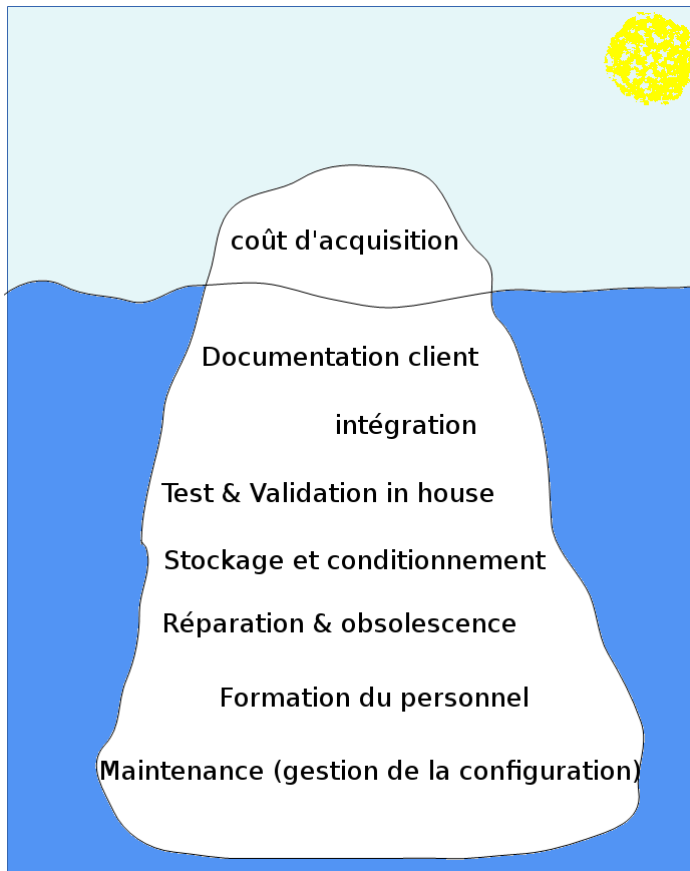 coût d'acquisition
Documentation client
intégration
Test & Validation in house
Stockage et conditionnement
Réparation & obsolescence
Formation du personnel
Maintenance (gestion de la configuration)